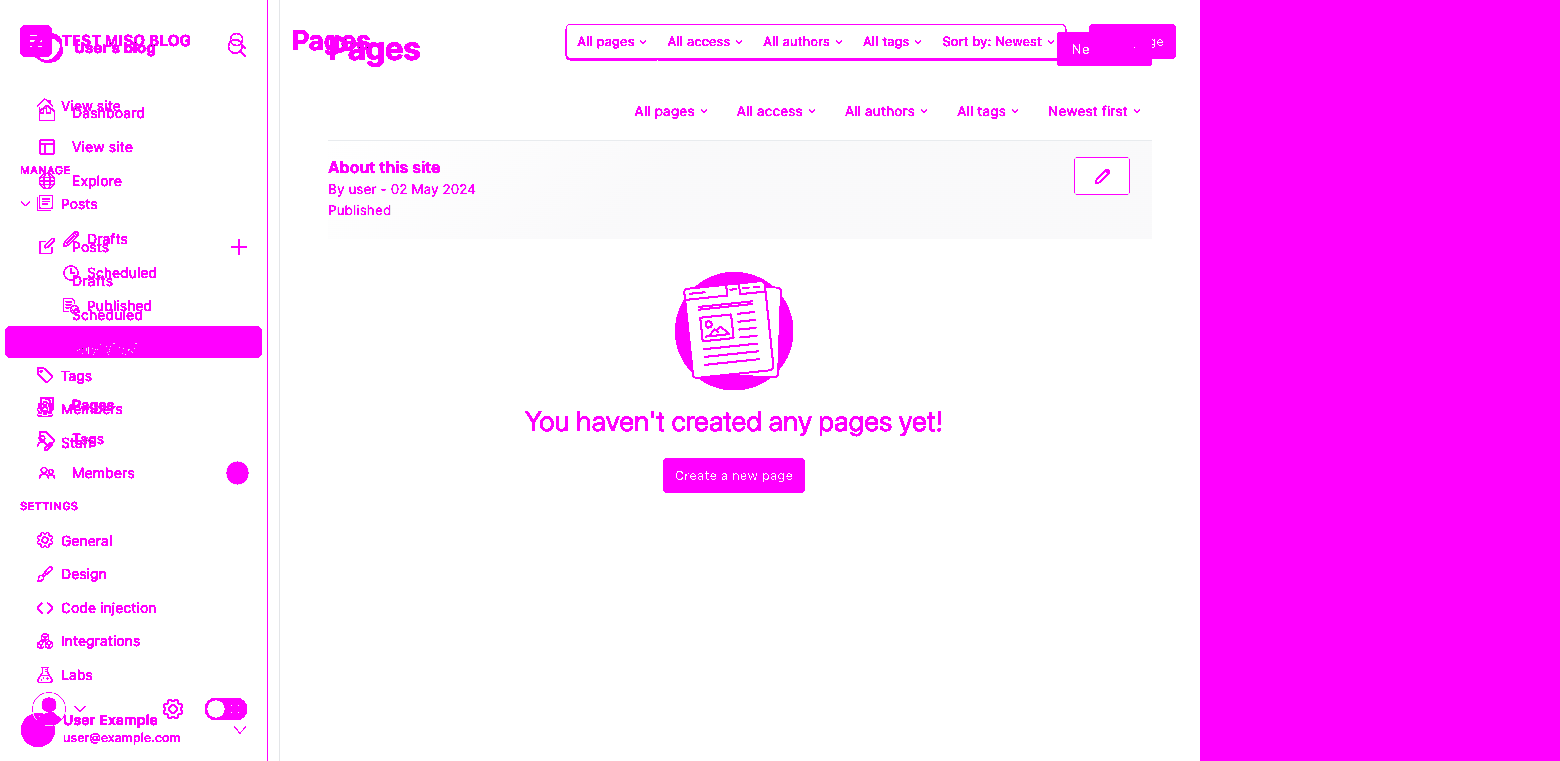 TEST MISO BLOG
User's Blog
Pages
Pages
All pages
All access
All authors
All tags
Sort by: Newest
View site
Dashboard
View site
MANAGE
Explore
Posts
Drafts
Posts
Scheduled
Drafts
Published
Scheduled
Tags
Pages
Members
Tags
Staff
Members
SETTINGS
General
Design
Code injection
Integrations
Labs
User Example
user@example.com
All pages
All access
All authors
All tags
Newest first
About this site
By user - 02 May 2024
Published
You haven't created any pages yet!
Create a new page